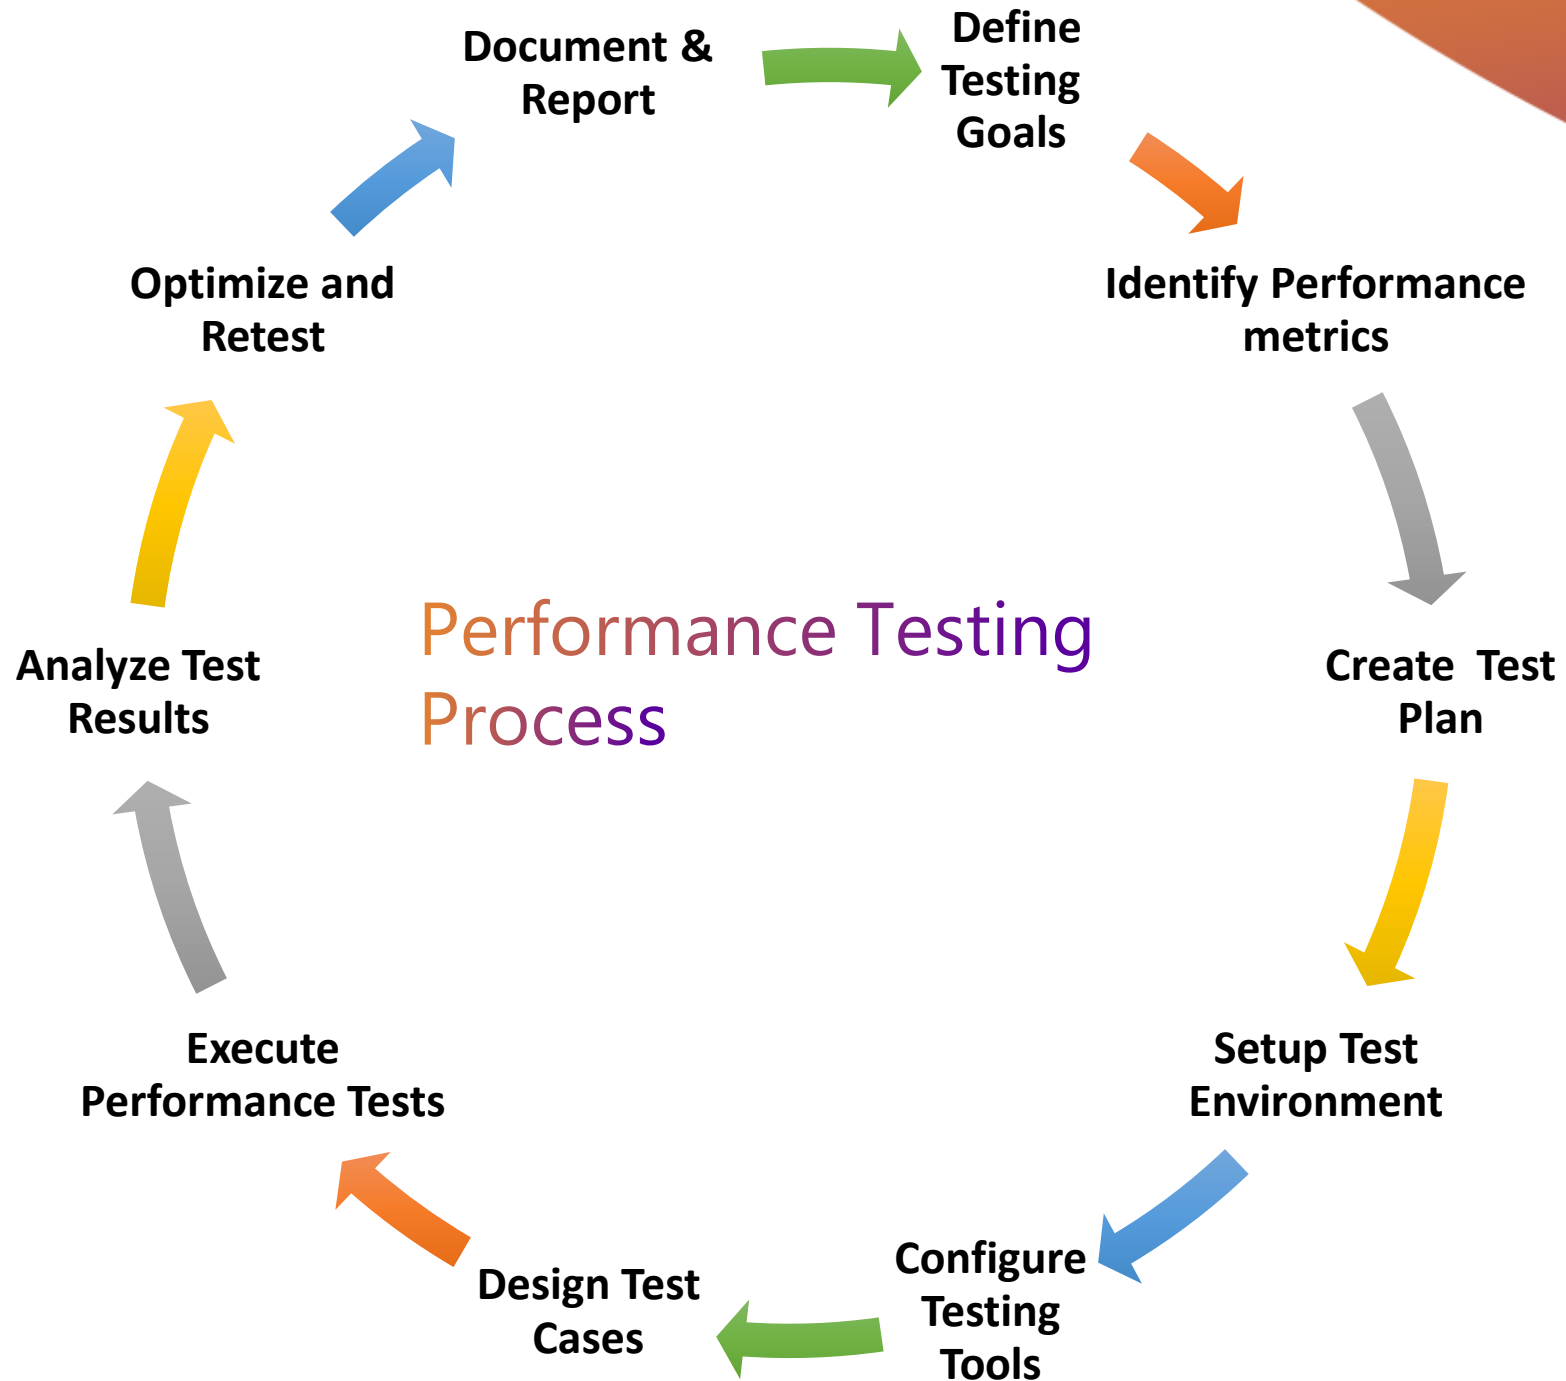 Document &
Report
Define
Testing
Goals
Identify Performance
metrics
Create  Test
Plan
Setup Test
Environment
Configure
Testing
Tools
Design Test
Cases
Execute
Performance Tests
Analyze Test
Results
Optimize and
Retest
Performance Testing
Process